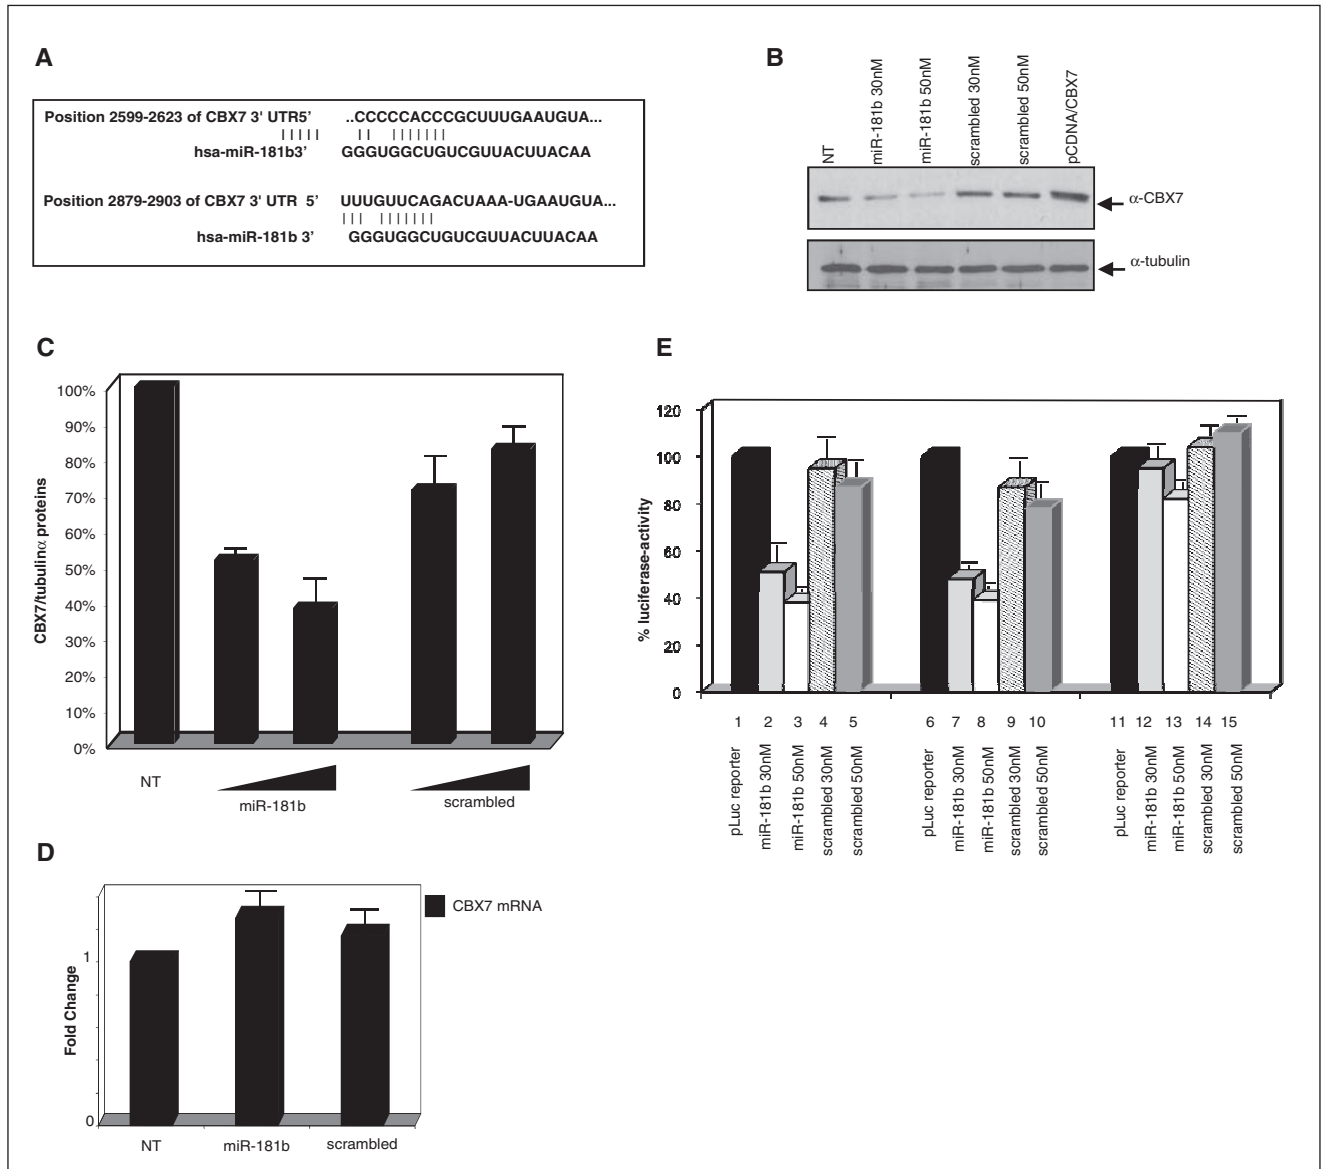 A
Position 2599-2623 of CBX7 3' UTR5' ..CCCCCACCCGCUUUGAAUGUA...
hsa-miR-181b3' GGGUGGCUGUCGUUACUUACAA
Position 2879-2903 of CBX7 3' UTR 5' UUUGUUCAGACUAAA-UGAAUGUA...
hsa-miR-181b 3' GGGUGGCUGUCGUUACUUACAA
B
NT
miR-181b 30nM
miR-181b 50nM
scrambled 30nM
scrambled 50nM
pCDNA/CBX7
α-CBX7
α-tubulin
C
CBX7/tubulinα proteins
100%
90%
80%
70%
60%
50%
40%
30%
20%
10%
0%
NT
miR-181b
scrambled
D
Fold Change
1
0
NT
miR-181b
scrambled
CBX7 mRNA
E
% luciferase-activity
120
100
80
60
40
20
0
1 2 3 4 5 6 7 8 9 10 11 12 13 14 15
pLuc reporter
miR-181b 30nM
miR-181b 50nM
scrambled 30nM
scrambled 50nM
pLuc reporter
miR-181b 30nM
miR-181b 50nM
scrambled 30nM
scrambled 50nM
pLuc reporter
miR-181b 30nM
miR-181b 50nM
scrambled 30nM
scrambled 50nM